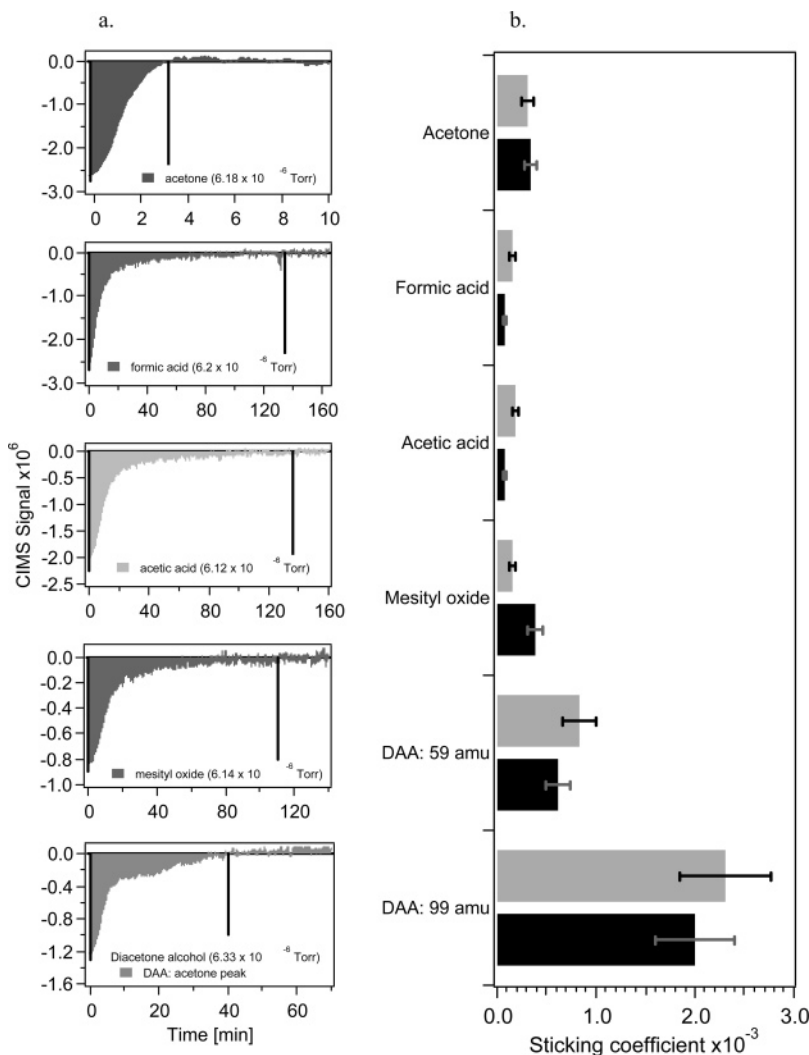 a.
0.0
-1.0
-2.0
-3.0
acetone (6.18 x 10 -6 Torr)
0 2 4 6 8 10
0.0
-1.0
-2.0
-3.0
formic acid (6.2 x 10 -6 Torr)
0 40 80 120 160
0.0
-0.5
-1.0
-1.5
-2.0
-2.5
acetic acid (6.12 x 10 -6 Torr)
0 40 80 120 160
0.0
-0.2
-0.4
-0.6
-0.8
-1.0
mesityl oxide (6.14 x 10 -6 Torr)
0 40 80 120
0.0
-0.4
-0.8
-1.2
-1.6
Diacetone alcohol (6.33 x 10 -6 Torr)
DAA: acetone peak
0 20 40 60
Time [min]
CIMS Signal x10⁶
b.
Acetone
Formic acid
Acetic acid
Mesityl oxide
DAA: 59 amu
DAA: 99 amu
0.0 1.0 2.0 3.0
Sticking coefficient x10⁻³